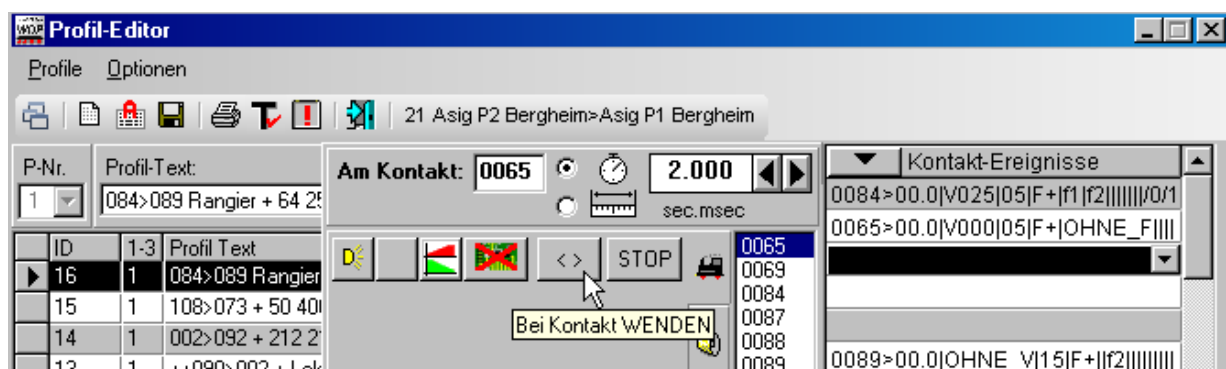 Profil-Editor
Profile Optionen
21 Asig P2 Bergheim>Asig P1 Bergheim
P-Nr. Profil-Text:
1 084>089 Rangier + 64 25
Am Kontakt: 0065 2.000
sec.msec
Kontakt-Ereignisse
0084>00.0|V025|05|F+|f1|f2|||||||/0/1
0065>00.0|V000|05|F+|OHNE_F||||
ID 1-3 Profil Text
16 1 084>089 Rangier
15 1 108>073 + 50 40
14 1 002>092 + 212 2
1
<> STOP
Bei Kontakt WENDEN
0065
0069
0084
0087
0088
0089
0089>00.0|OHNE_V|15|F+||f2|||||||||